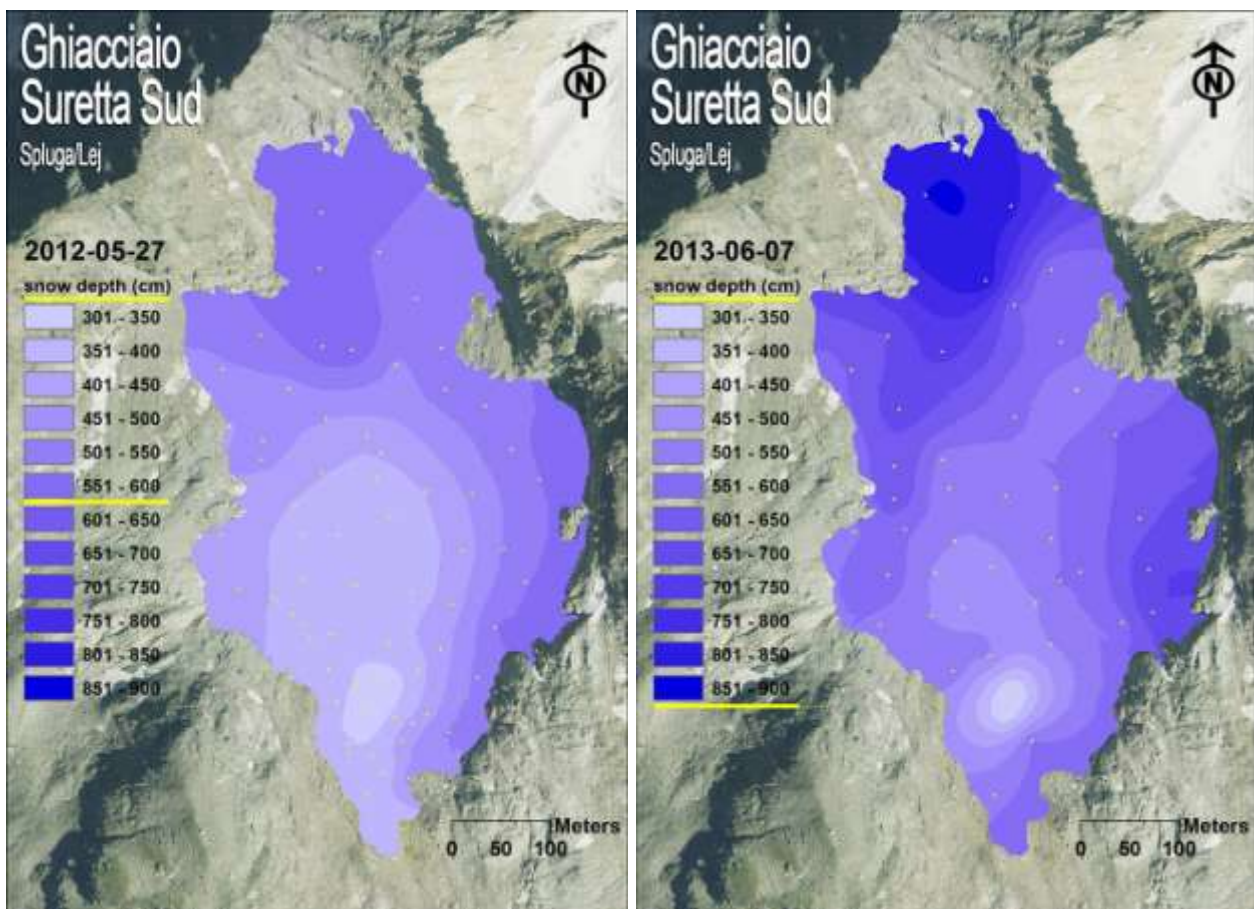 Ghiacciaio
Suretta Sud
Spluga/Lej
N
2012-05-27
snow depth (cm)
301 - 350
351 - 400
401 - 450
451 - 500
501 - 550
551 - 600
601 - 650
651 - 700
701 - 750
751 - 800
801 - 850
851 - 900
Meters
0 50 100
Ghiacciaio
Suretta Sud
Spluga/Lej
N
2013-06-07
snow depth (cm)
301 - 350
351 - 400
401 - 450
451 - 500
501 - 550
551 - 600
601 - 650
651 - 700
701 - 750
751 - 800
801 - 850
851 - 900
Meters
0 50 100